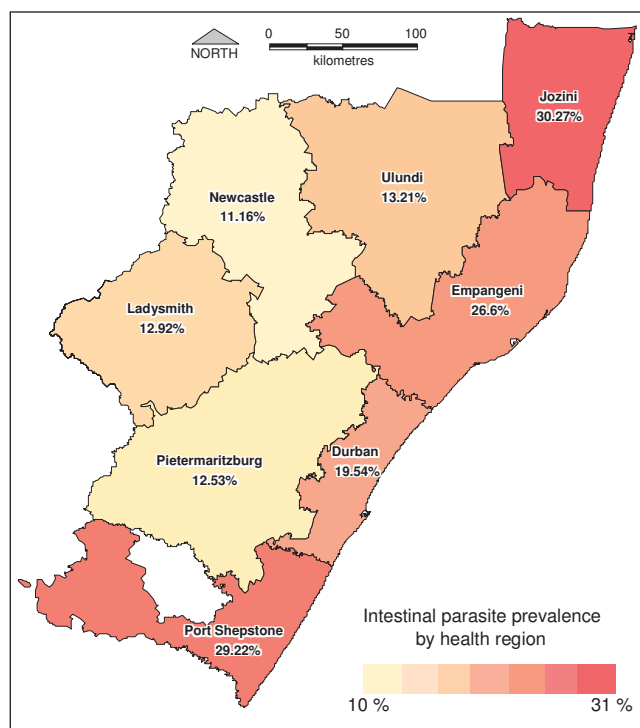 NORTH
0 50 100
kilometres
Jozini
30.27%
Ulundi
13.21%
Newcastle
11.16%
Empangeni
26.6%
Ladysmith
12.92%
Durban
19.54%
Pietermaritzburg
12.53%
Port Shepstone
29.22%
Intestinal parasite prevalence
by health region
10 % 31 %